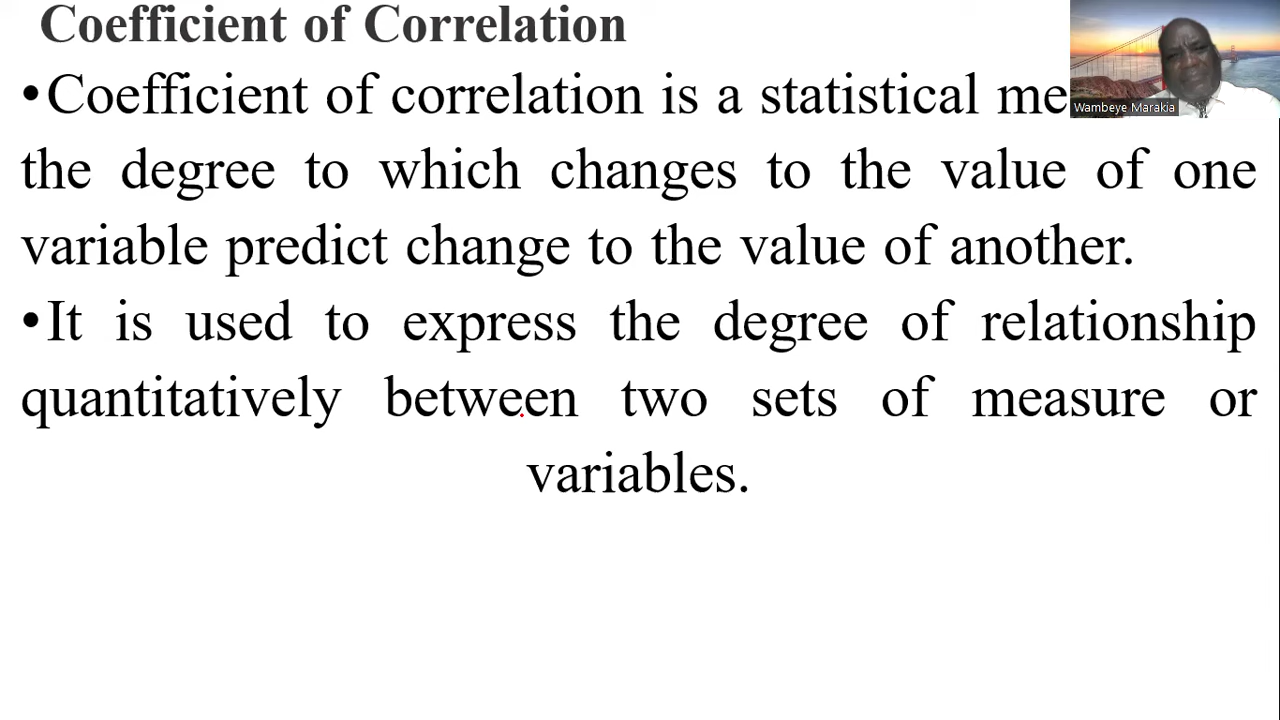 Coefficient of Correlation
•Coefficient of correlation is a statistical me
Wambeye Marakia
the degree to which changes to the value of one
variable predict change to the value of another.
•It is used to express the degree of relationship
quantitatively between two sets of measure or
variables.